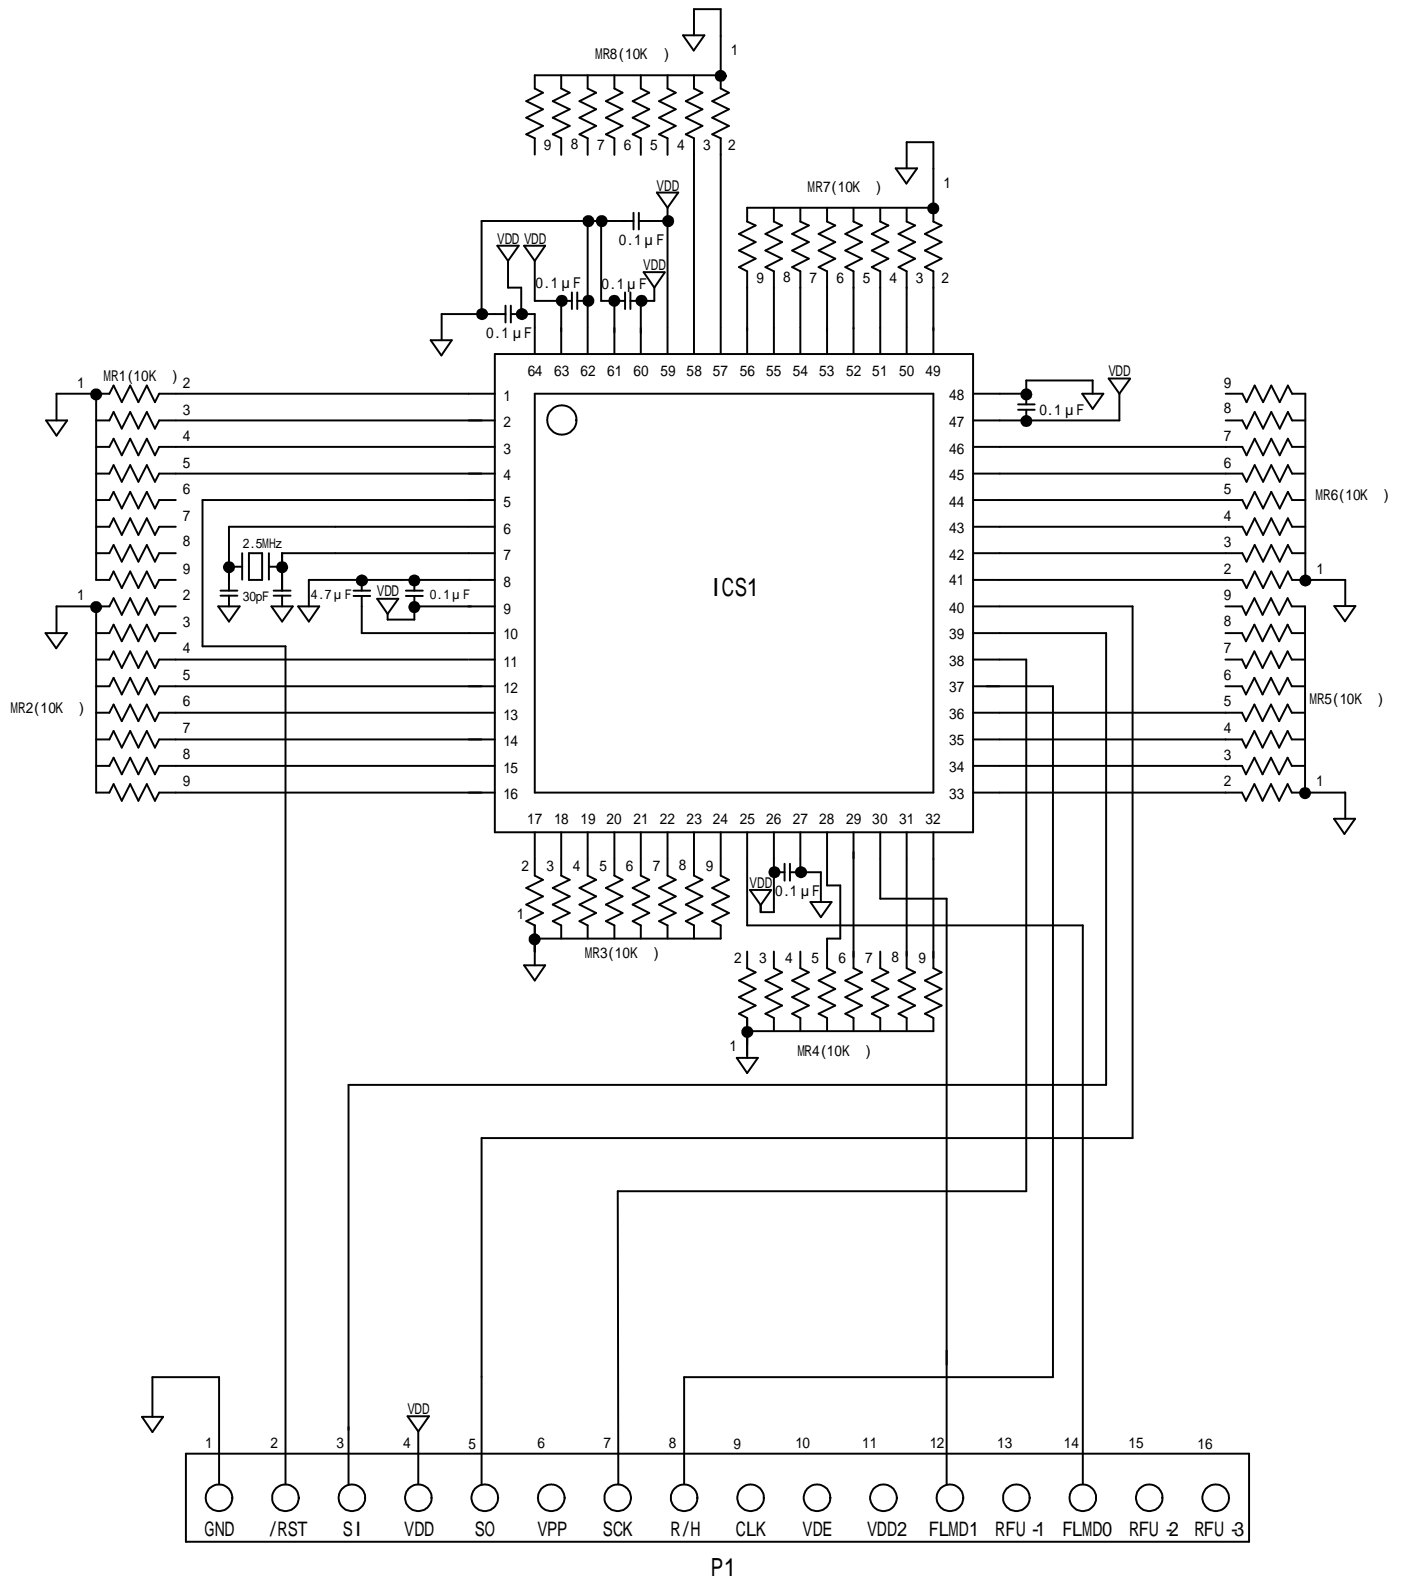 1
MR8(10K )
9 8 7 6 5 4 3 2
1
MR7(10K )
VDD
0.1μF
VDD VDD
VDD
0.1μF 0.1μF
0.1μF
9 8 7 6 5 4 3 2
64 63 62 61 60 59 58 57 56 55 54 53 52 51 50 49
1 MR1(10K ) 2
3
4
5
6
7
8
9
1 2
3
4
5
6
7
8
9
MR2(10K )
2.5MHz
30pF
4.7μF VDD 0.1μF
1
2
3
4
5
6
7
8
9
10
11
12
13
14
15
16
ICS1
48
47
46
45
44
43
42
41
40
39
38
37
36
35
34
33
VDD
0.1μF
9
8
7
6
5
4
3
2 1
MR6(10K )
9
8
7
6
5
4
3
2 1
MR5(10K )
17 18 19 20 21 22 23 24 25 26 27 28 29 30 31 32
2 3 4 5 6 7 8 9
1
MR3(10K )
VDD
0.1μF
2 3 4 5 6 7 8 9
1
MR4(10K )
VDD
1 2 3 4 5 6 7 8 9 10 11 12 13 14 15 16
GND /RST SI VDD SO VPP SCK R/H CLK VDE VDD2 FLMD1 RFU-1 FLMD0 RFU-2 RFU-3
P1